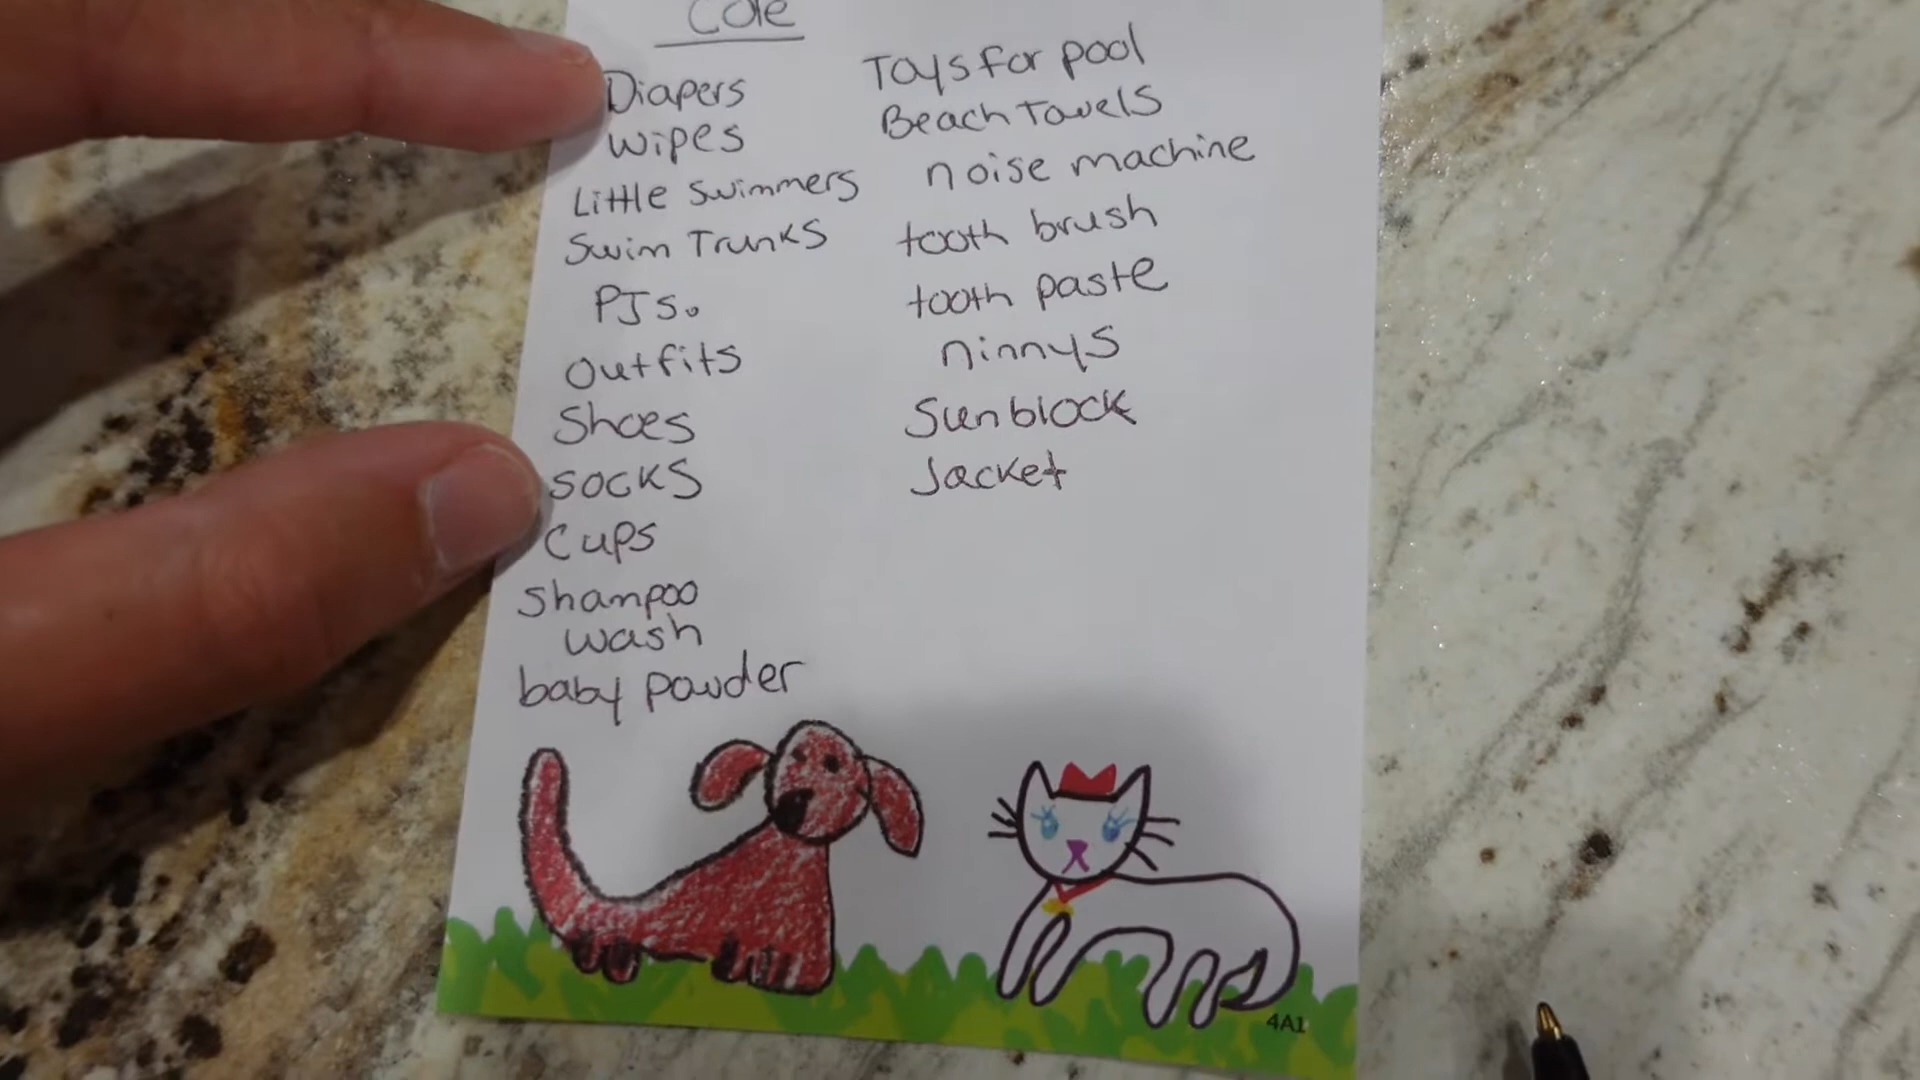 Cole
Diapers
Wipes
Little Swimmers
Swim Trunks
PJs.
Outfits
Shoes
Socks
Cups
Shampoo
wash
baby powder
Toys for pool
Beach Towels
noise machine
tooth brush
tooth paste
ninnys
Sunblock
Jacket
4A1